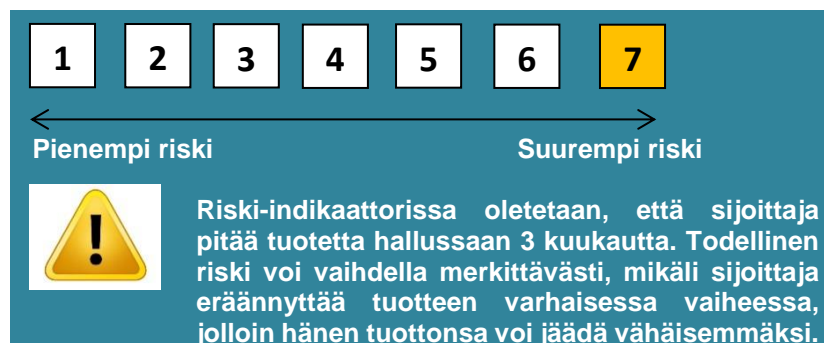 1 2 3 4 5 6 7
Pienempi riski Suurempi riski
Riski-indikaattorissa oletetaan, että sijoittaja
pitää tuotetta hallussaan 3 kuukautta. Todellinen
riski voi vaihdella merkittävästi, mikäli sijoittaja
eräännyttää tuotteen varhaisessa vaiheessa,
jolloin hänen tuottonsa voi jäädä vähäisemmäksi.